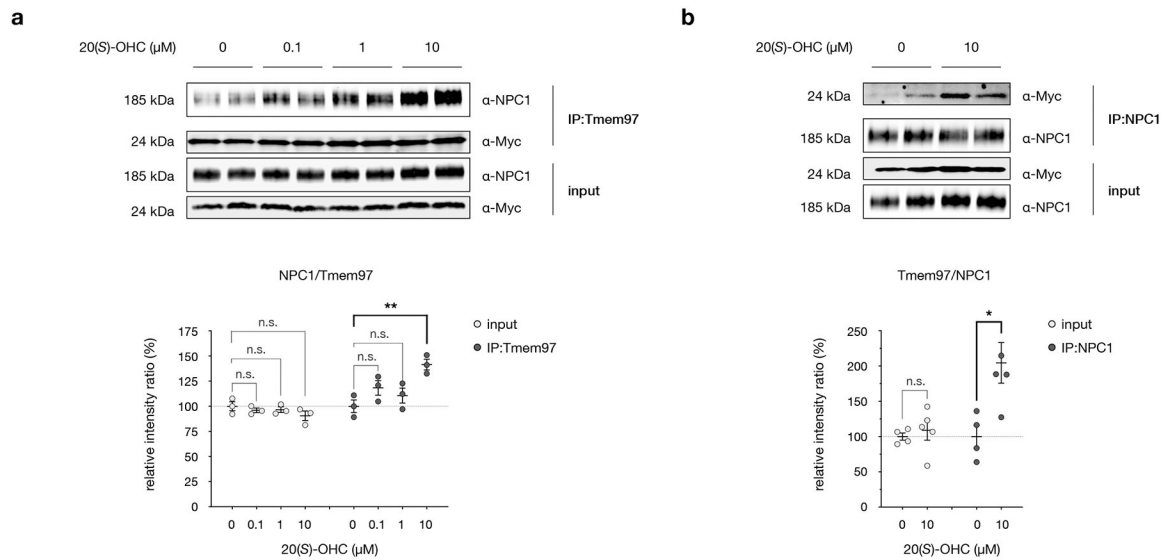 a
20(S)-OHC (µM) 0 0.1 1 10
185 kDa α-NPC1
IP:Tmem97
24 kDa α-Myc
185 kDa α-NPC1
input
24 kDa α-Myc
NPC1/Tmem97
relative intensity ratio (%)
175
150
125
100
75
50
25
0
n.s.
n.s.
n.s.
n.s.
n.s.
**
input
IP:Tmem97
0 0.1 1 10 0 0.1 1 10
20(S)-OHC (µM)
b
20(S)-OHC (µM) 0 10
24 kDa α-Myc
IP:NPC1
185 kDa α-NPC1
24 kDa α-Myc
input
185 kDa α-NPC1
Tmem97/NPC1
relative intensity ratio (%)
250
200
150
100
50
0
n.s.
*
input
IP:NPC1
0 10 0 10
20(S)-OHC (µM)